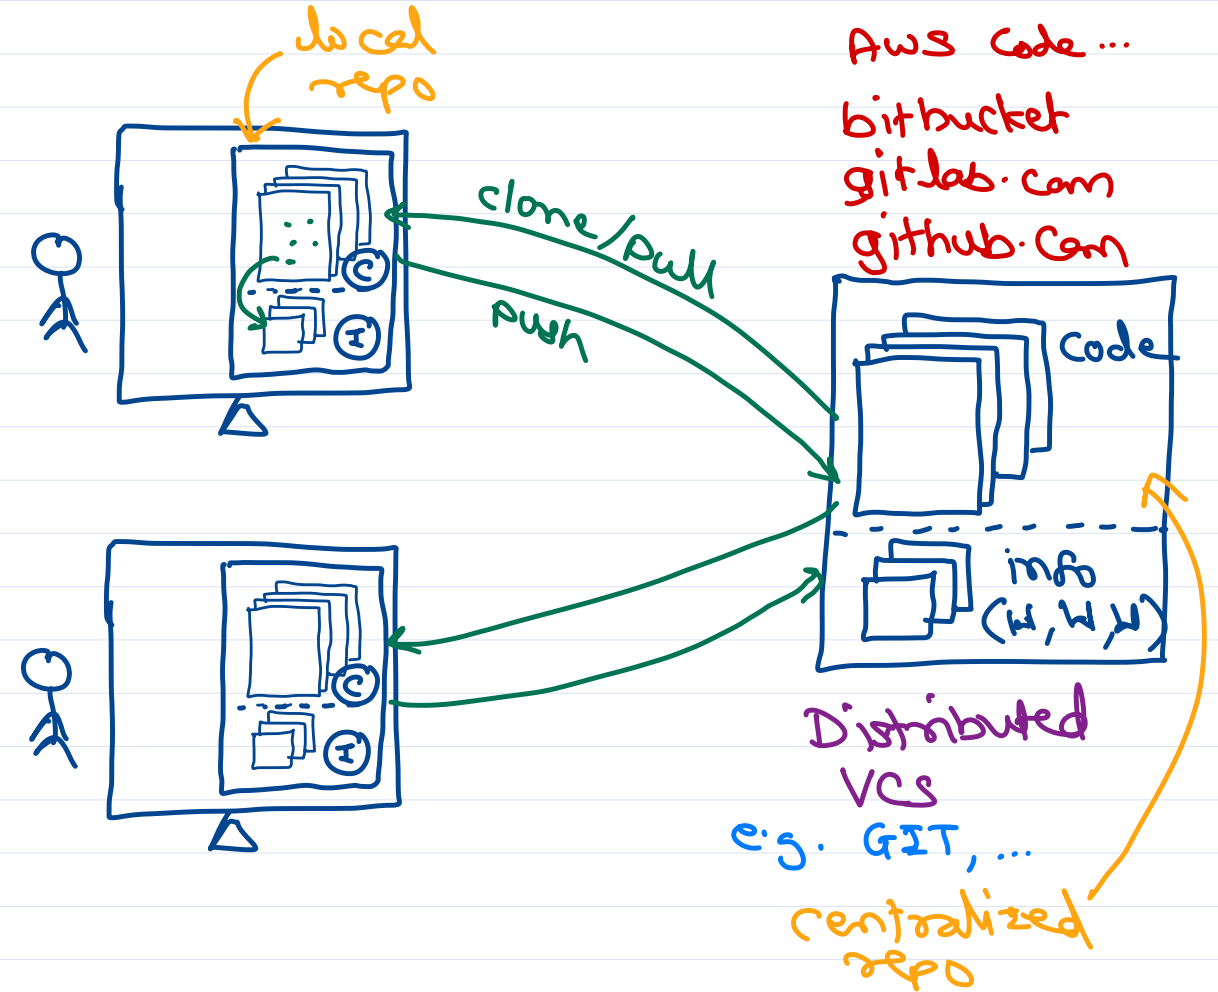 local
repo
AWS Code...
bitbucket
gitlab.com
github.com
clone/pull
push
C
I
Code
info
(W, W, W)
C
I
Distributed
VCS
e.g. GIT, ...
centralized
repo